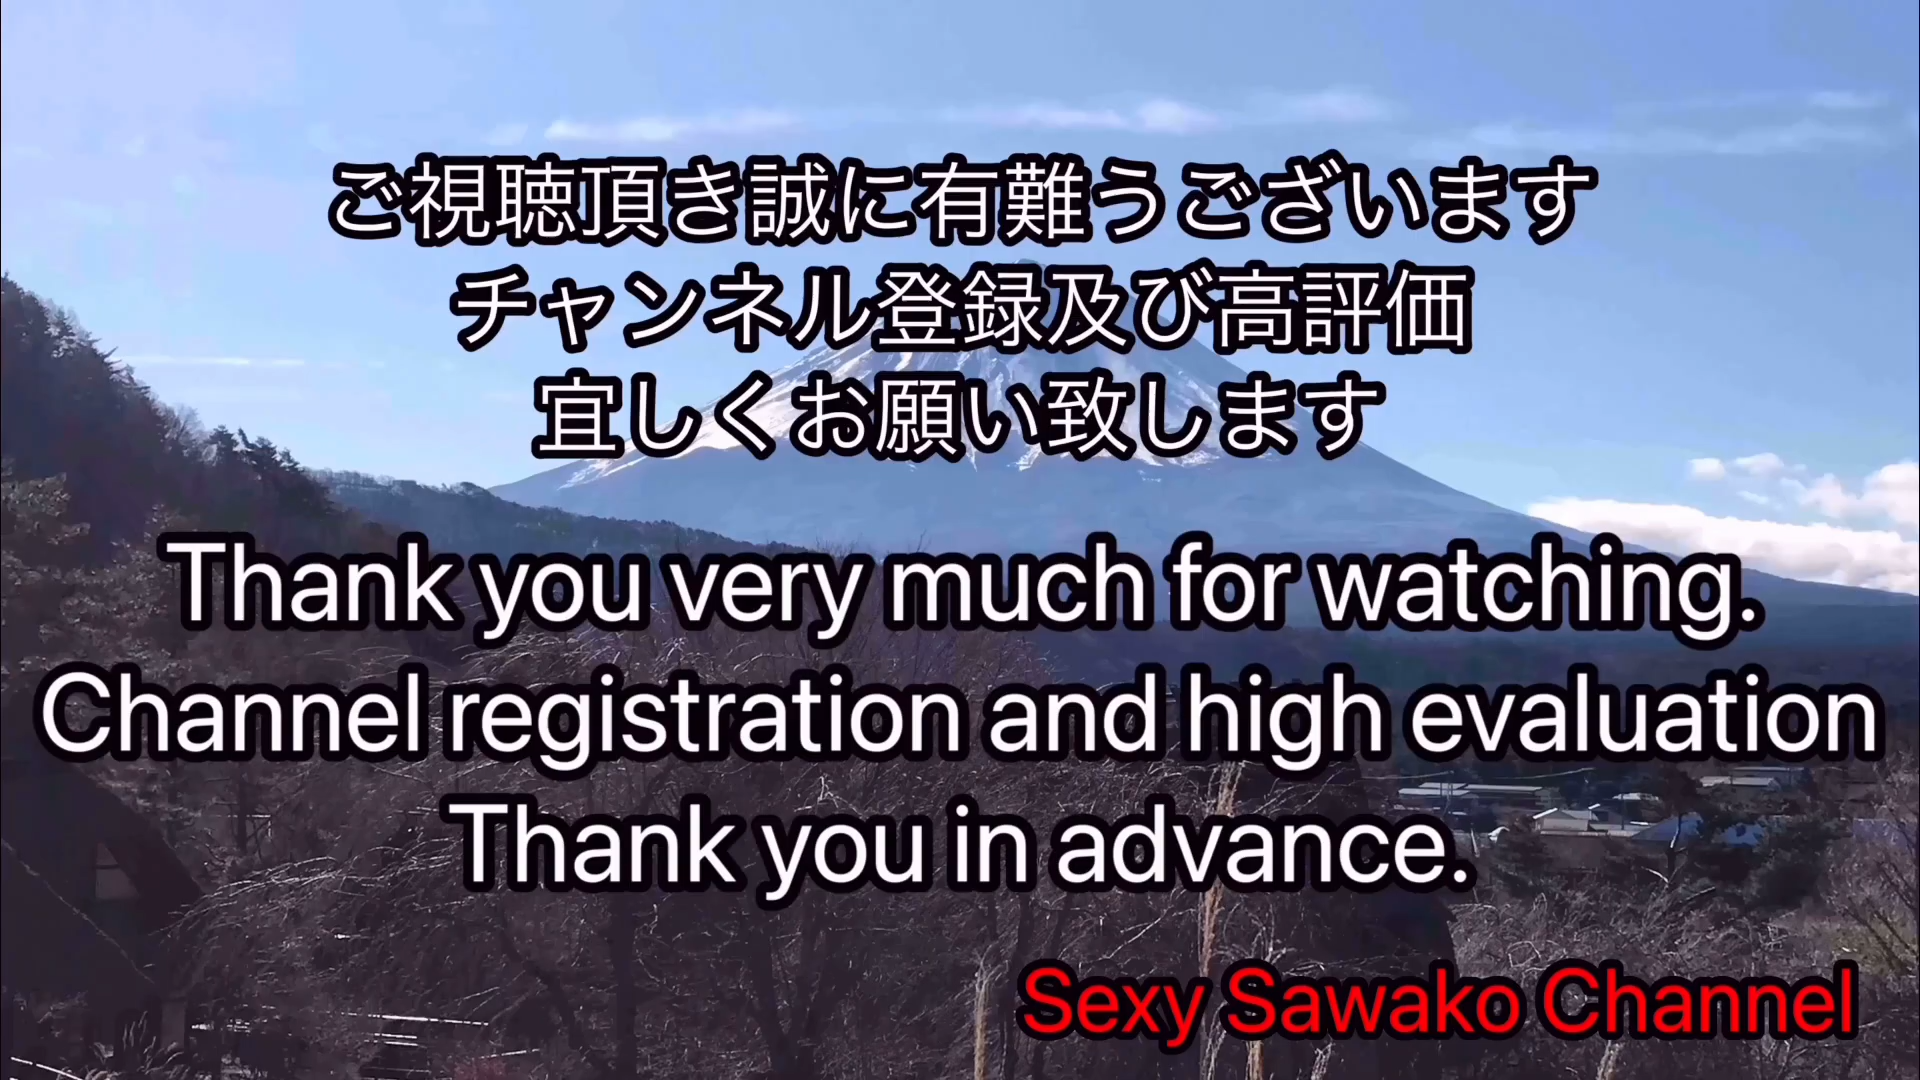 ご視聴頂き誠に有難うございます
チャンネル登録及び高評価
宜しくお願い致します
Thank you very much for watching.
Channel registration and high evaluation
Thank you in advance.
Sexy Sawako Channel